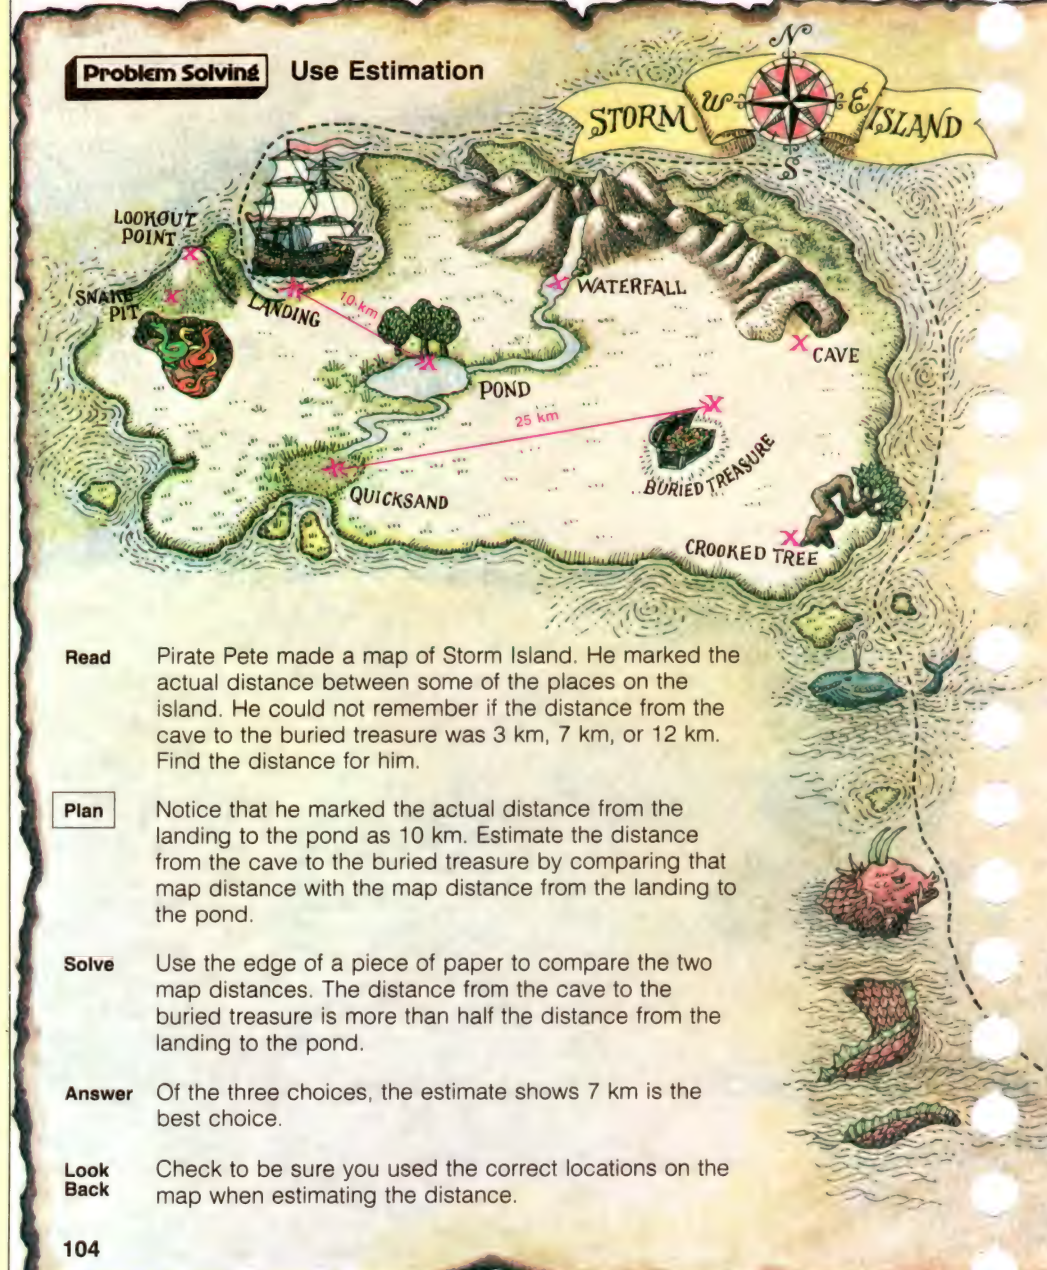 Problem Solving Use Estimation
N
STORM W E ISLAND
S
LOOKOUT
POINT
SNAKE
PIT
LANDING
10 km
WATERFALL
CAVE
POND
25 km
BURIED TREASURE
QUICKSAND
CROOKED TREE
Read Pirate Pete made a map of Storm Island. He marked the
actual distance between some of the places on the
island. He could not remember if the distance from the
cave to the buried treasure was 3 km, 7 km, or 12 km.
Find the distance for him.
Plan Notice that he marked the actual distance from the
landing to the pond as 10 km. Estimate the distance
from the cave to the buried treasure by comparing that
map distance with the map distance from the landing to
the pond.
Solve Use the edge of a piece of paper to compare the two
map distances. The distance from the cave to the
buried treasure is more than half the distance from the
landing to the pond.
Answer Of the three choices, the estimate shows 7 km is the
best choice.
Look Check to be sure you used the correct locations on the
Back map when estimating the distance.
104